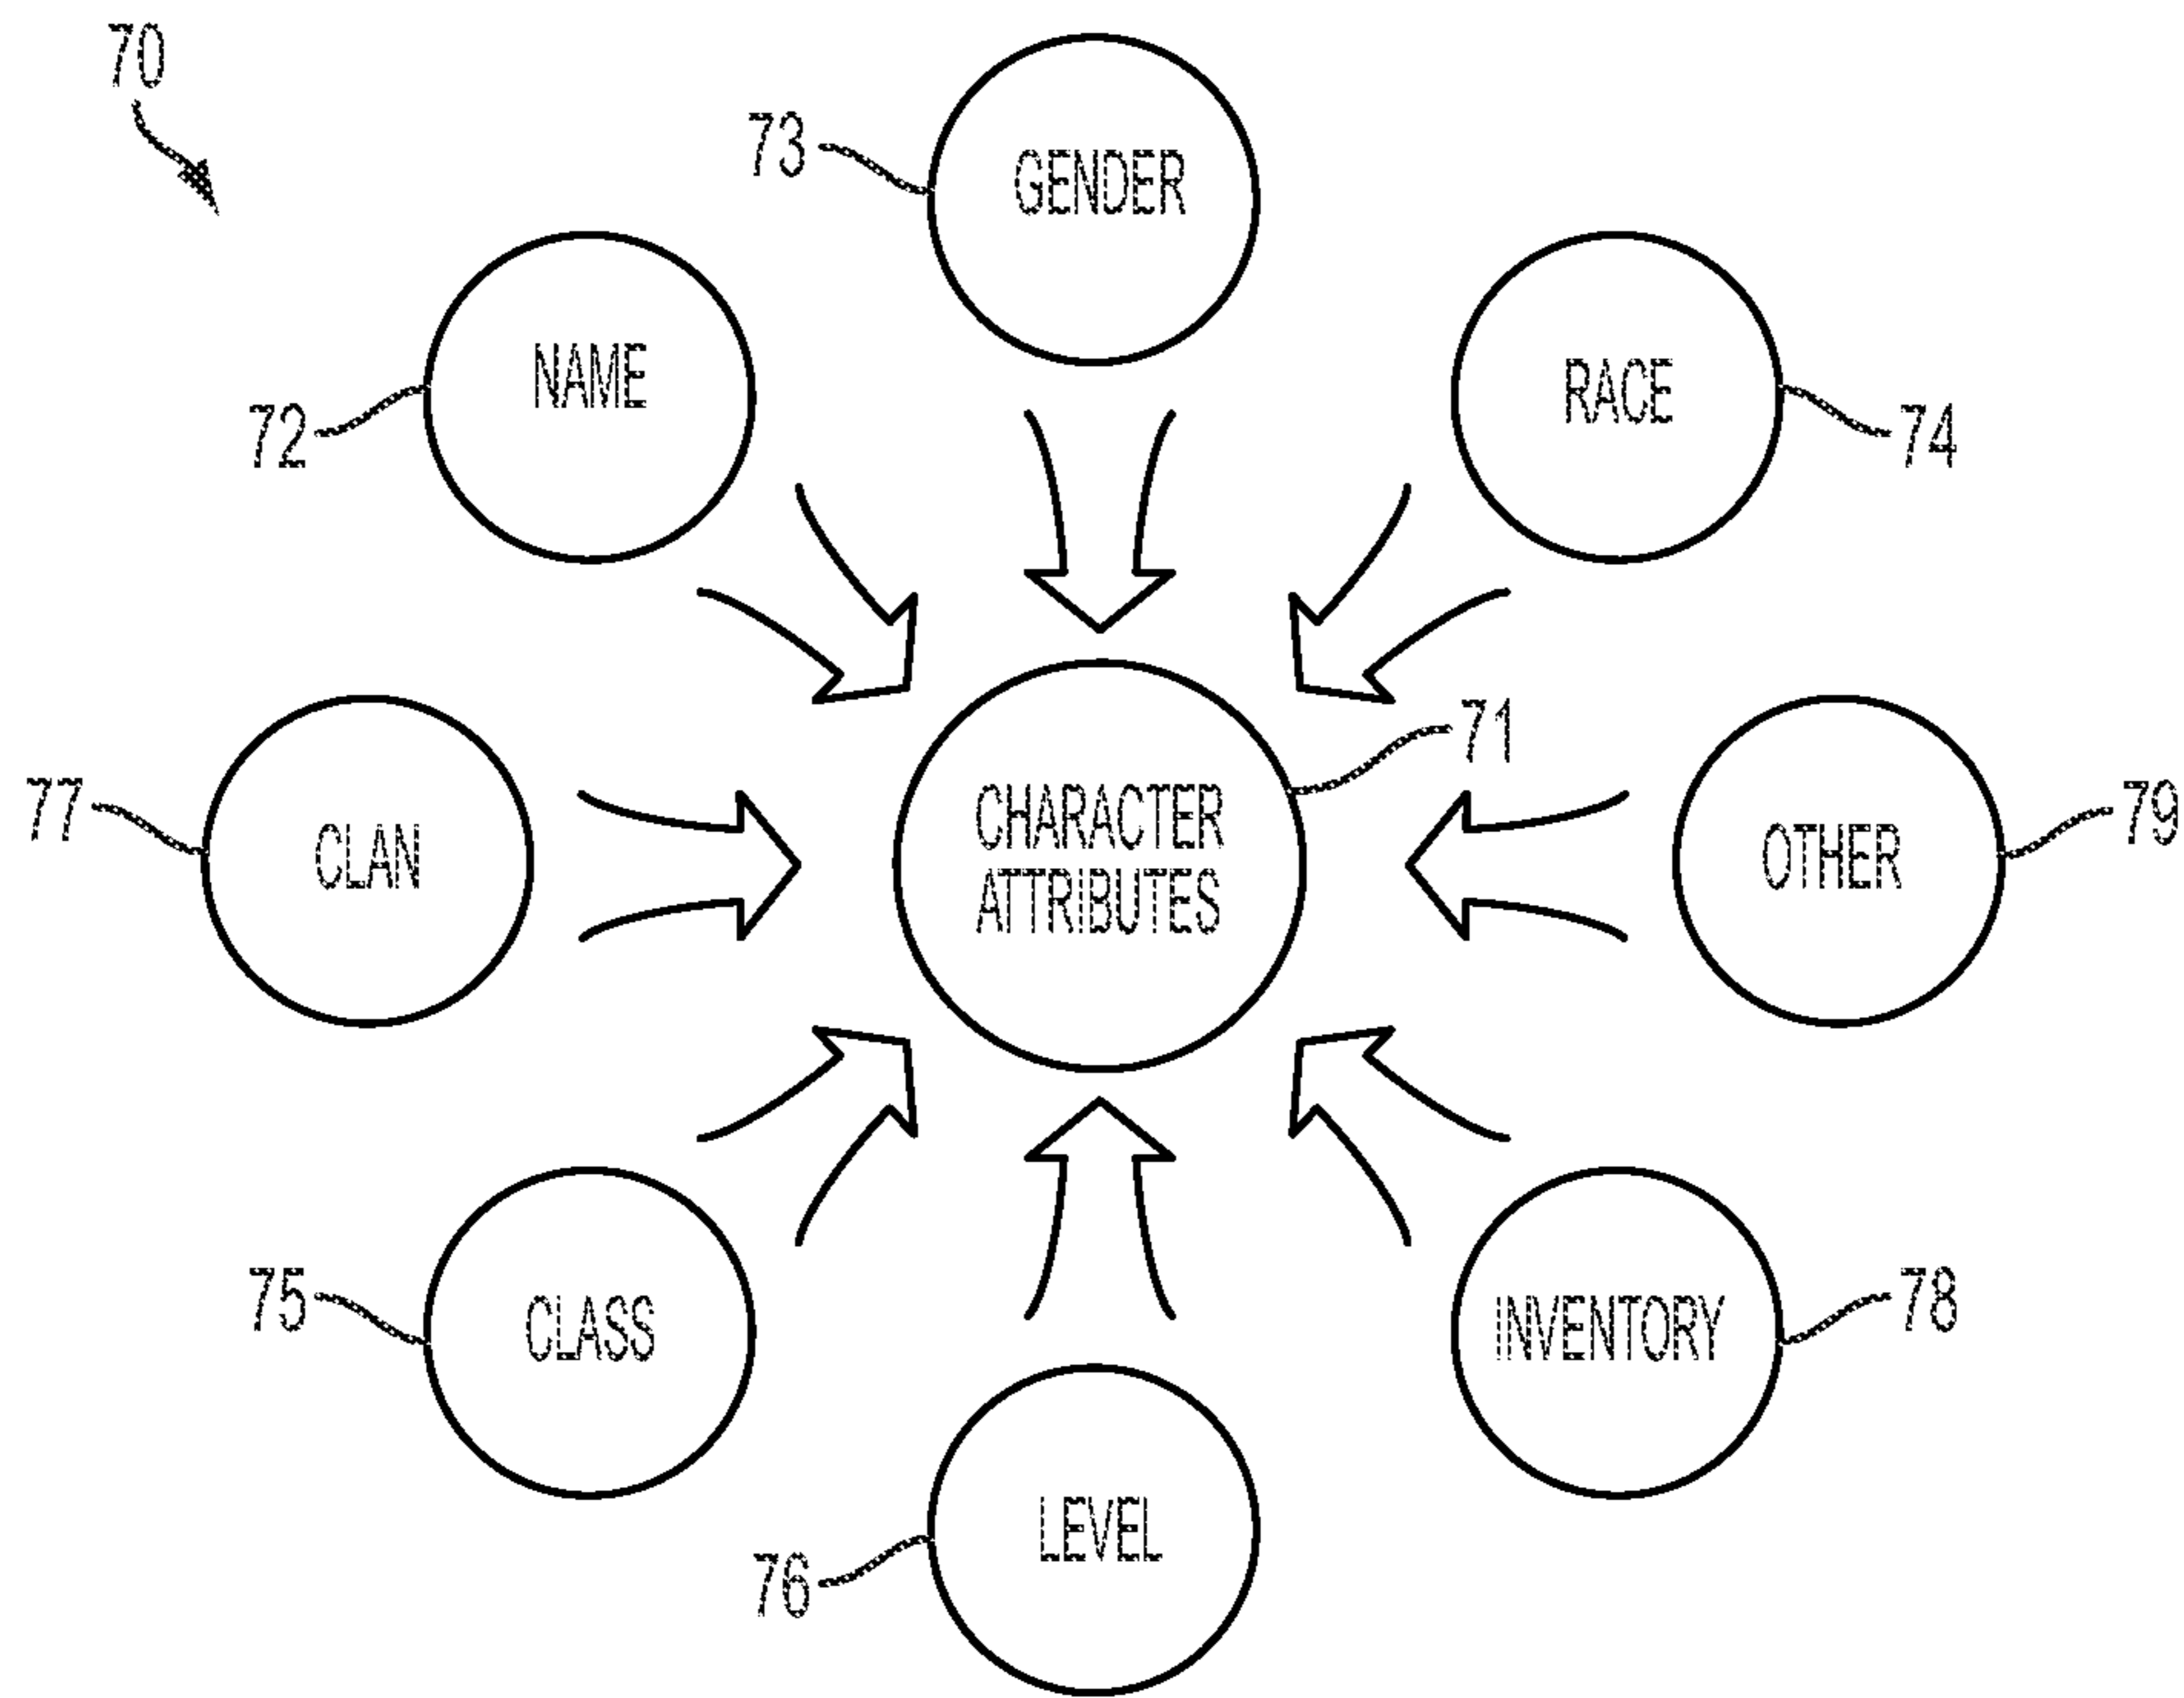 70
73
GENDER
NAME
RACE
72
74
71
77
CLAN
CHARACTER
ATTRIBUTES
OTHER
79
75
CLASS
INVENTORY
78
LEVEL
76